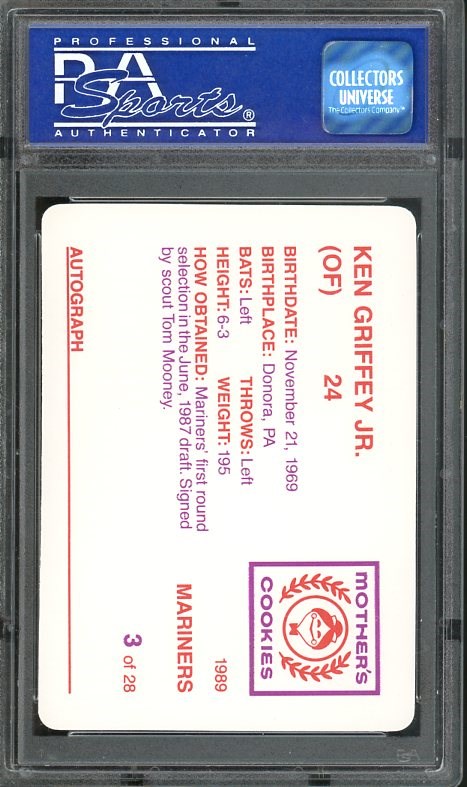 PROFESSIONAL
PSA
Sports®
AUTHENTICATOR
COLLECTORS
UNIVERSE
The Collectors Company™
KEN GRIFFEY JR.
(OF) 24
BIRTHDATE: November 21, 1969
BIRTHPLACE: Donora, PA
BATS: Left THROWS: Left
HEIGHT: 6-3 WEIGHT: 195
HOW OBTAINED: Mariners' first round
selection in the June, 1987 draft. Signed
by scout Tom Mooney.
AUTOGRAPH
MOTHER'S
COOKIES
1989
MARINERS
3 of 28
PSA